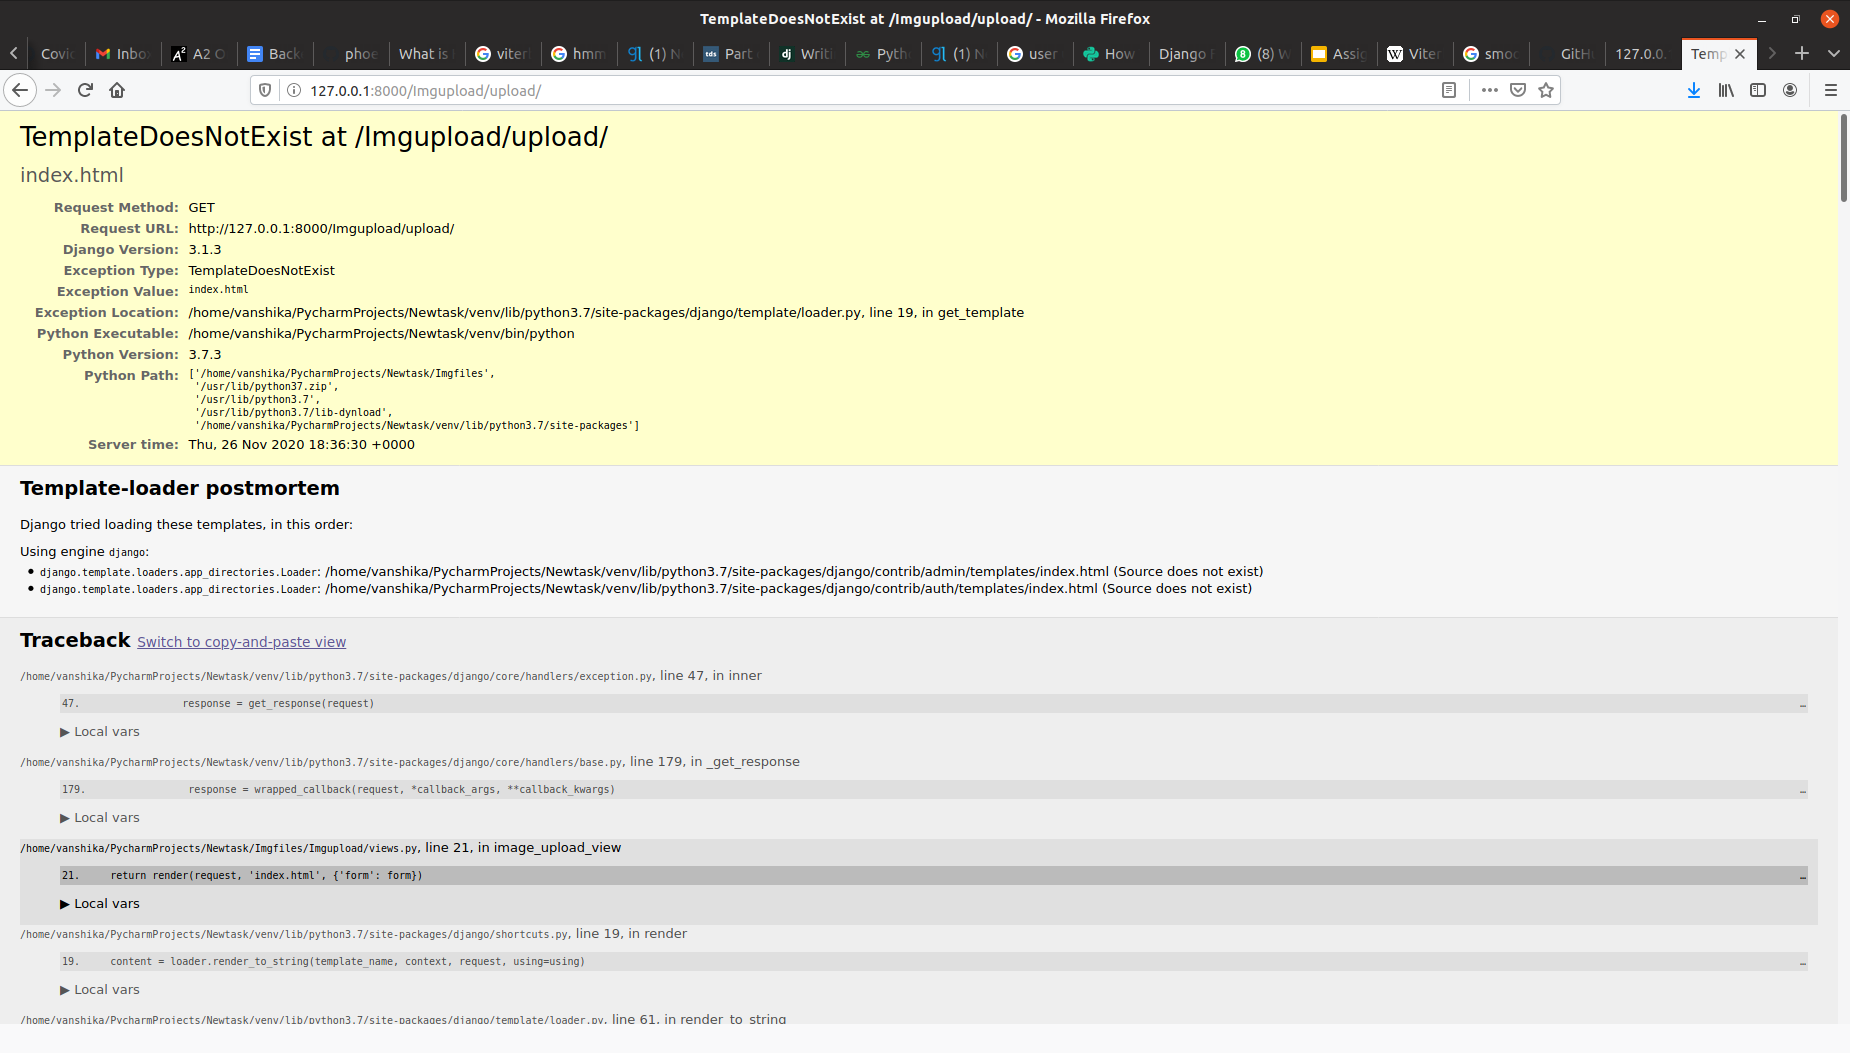 TemplateDoesNotExist at /Imgupload/upload/ - Mozilla Firefox
Covi Inbo A2 O Back phoe What is viter hmm (1) N Part Writi Pyth (1) N user How Django F (8) W Assig Viter smoo GitH 127.0.0. Temp
127.0.0.1:8000/Imgupload/upload/
TemplateDoesNotExist at /Imgupload/upload/
index.html
Request Method: GET
Request URL: http://127.0.0.1:8000/Imgupload/upload/
Django Version: 3.1.3
Exception Type: TemplateDoesNotExist
Exception Value: index.html
Exception Location: /home/vanshika/PycharmProjects/Newtask/venv/lib/python3.7/site-packages/django/template/loader.py, line 19, in get_template
Python Executable: /home/vanshika/PycharmProjects/Newtask/venv/bin/python
Python Version: 3.7.3
Python Path: ['/home/vanshika/PycharmProjects/Newtask/Imgfiles',
'/usr/lib/python37.zip',
'/usr/lib/python3.7',
'/usr/lib/python3.7/lib-dynload',
'/home/vanshika/PycharmProjects/Newtask/venv/lib/python3.7/site-packages']
Server time: Thu, 26 Nov 2020 18:36:30 +0000
Template-loader postmortem
Django tried loading these templates, in this order:
Using engine django:
• django.template.loaders.app_directories.Loader: /home/vanshika/PycharmProjects/Newtask/venv/lib/python3.7/site-packages/django/contrib/admin/templates/index.html (Source does not exist)
• django.template.loaders.app_directories.Loader: /home/vanshika/PycharmProjects/Newtask/venv/lib/python3.7/site-packages/django/contrib/auth/templates/index.html (Source does not exist)
Traceback Switch to copy-and-paste view
/home/vanshika/PycharmProjects/Newtask/venv/lib/python3.7/site-packages/django/core/handlers/exception.py, line 47, in inner
47. response = get_response(request) …
▶ Local vars
/home/vanshika/PycharmProjects/Newtask/venv/lib/python3.7/site-packages/django/core/handlers/base.py, line 179, in _get_response
179. response = wrapped_callback(request, *callback_args, **callback_kwargs) …
▶ Local vars
/home/vanshika/PycharmProjects/Newtask/Imgfiles/Imgupload/views.py, line 21, in image_upload_view
21. return render(request, 'index.html', {'form': form}) …
▶ Local vars
/home/vanshika/PycharmProjects/Newtask/venv/lib/python3.7/site-packages/django/shortcuts.py, line 19, in render
19. content = loader.render_to_string(template_name, context, request, using=using) …
▶ Local vars
/home/vanshika/PycharmProjects/Newtask/venv/lib/python3.7/site-packages/django/template/loader.py, line 61, in render_to_string